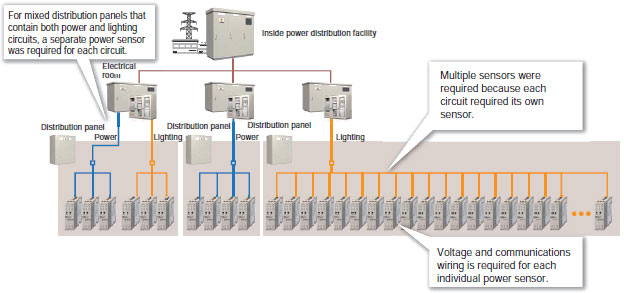 For mixed distribution panels that
contain both power and lighting
circuits, a separate power sensor
was required for each circuit.
Inside power distribution facility
Electrical
room
Multiple sensors were
required because each
circuit required its own
sensor.
Distribution panel
Power
Lighting
Distribution panel
Power
Distribution panel
Lighting
Voltage and communications
wiring is required for each
individual power sensor.